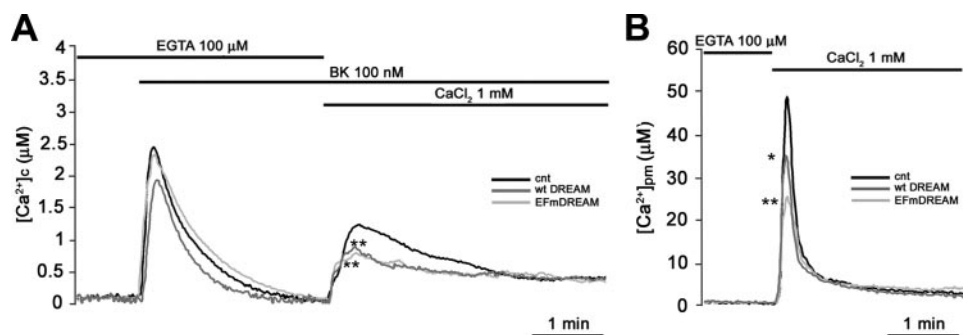 A
B
EGTA 100 µM
BK 100 nM
CaCl₂ 1 mM
[Ca²⁺]c (µM)
4
3.5
3
2.5
2
1.5
1
0.5
0
cnt
wt DREAM
EFmDREAM
**
**
1 min
EGTA 100 µM
CaCl₂ 1 mM
[Ca²⁺]pm (µM)
60
50
40
30
20
10
0
*
**
cnt
wt DREAM
EFmDREAM
1 min